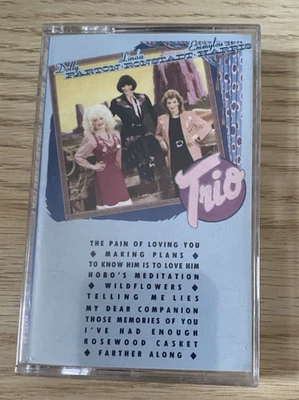 Dolly Linda Emmylou
PARTON · RONSTADT · HARRIS
Trio
THE PAIN OF LOVING YOU
◆ MAKING PLANS ◆
TO KNOW HIM IS TO LOVE HIM
HOBO'S MEDITATION
◆ WILDFLOWERS ◆
TELLING ME LIES
MY DEAR COMPANION
THOSE MEMORIES OF YOU
I'VE HAD ENOUGH
ROSEWOOD CASKET
◆ FARTHER ALONG ◆